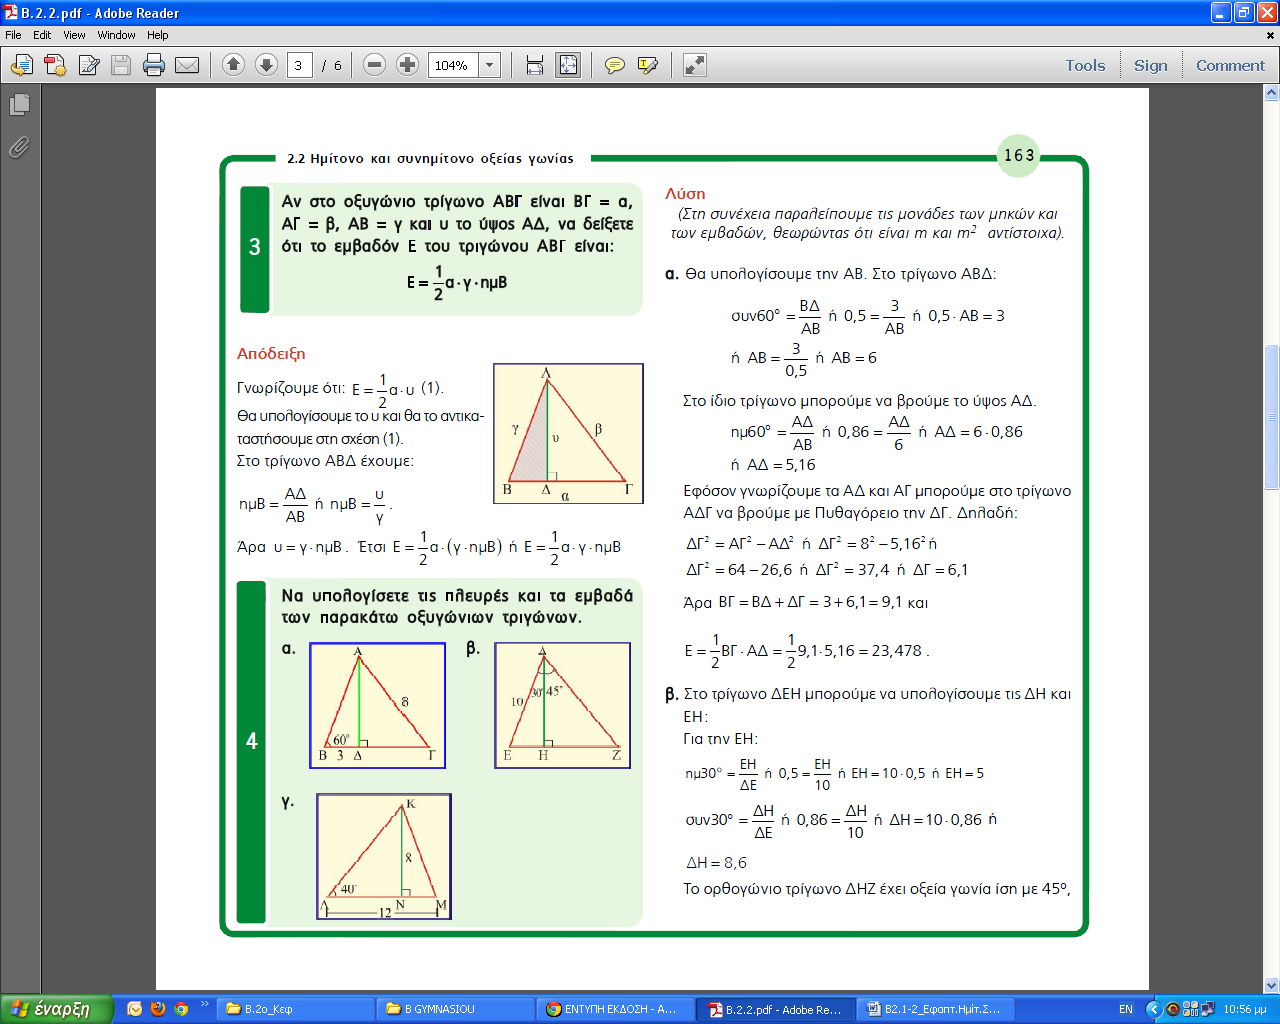 B.2.2.pdf - Adobe Reader
File Edit View Window Help
3 / 6 104% Tools Sign Comment
2.2 Ημίτονο και συνημίτονο οξείας γωνίας
163
3
Αν στο οξυγώνιο τρίγωνο ΑΒΓ είναι ΒΓ = α,
ΑΓ = β, ΑΒ = γ και υ το ύψος ΑΔ, να δείξετε
ότι το εμβαδόν Ε του τριγώνου ΑΒΓ είναι:
Ε = 1/2 α · γ · ημΒ
Απόδειξη
Γνωρίζουμε ότι: Ε = 1/2 α · υ (1).
Θα υπολογίσουμε το υ και θα το αντικα-
ταστήσουμε στη σχέση (1).
Στο τρίγωνο ΑΒΔ έχουμε:
ημΒ = ΑΔ/ΑΒ ή ημΒ = υ/γ .
Α
γ υ β
Β Δ α Γ
Άρα υ = γ · ημΒ . Έτσι Ε = 1/2 α · (γ · ημΒ) ή Ε = 1/2 α · γ · ημΒ
4
Να υπολογίσετε τις πλευρές και τα εμβαδά
των παρακάτω οξυγώνιων τριγώνων.
α.
Α
8
60°
Β 3 Δ Γ
β.
Δ
10 30° 45°
Ε Η Ζ
γ.
Κ
8
40°
Λ Ν Μ
12
Λύση
(Στη συνέχεια παραλείπουμε τις μονάδες των μηκών και
των εμβαδών, θεωρώντας ότι είναι m και m² αντίστοιχα).
α. Θα υπολογίσουμε την ΑΒ. Στο τρίγωνο ΑΒΔ:
συν60° = ΒΔ/ΑΒ ή 0,5 = 3/ΑΒ ή 0,5 · ΑΒ = 3
ή ΑΒ = 3/0,5 ή ΑΒ = 6
Στο ίδιο τρίγωνο μπορούμε να βρούμε το ύψος ΑΔ.
ημ60° = ΑΔ/ΑΒ ή 0,86 = ΑΔ/6 ή ΑΔ = 6 · 0,86
ή ΑΔ = 5,16
Εφόσον γνωρίζουμε τα ΑΔ και ΑΓ μπορούμε στο τρίγωνο
ΑΔΓ να βρούμε με Πυθαγόρειο την ΔΓ. Δηλαδή:
ΔΓ² = ΑΓ² – ΑΔ² ή ΔΓ² = 8² – 5,16² ή
ΔΓ² = 64 – 26,6 ή ΔΓ² = 37,4 ή ΔΓ = 6,1
Άρα ΒΓ = ΒΔ + ΔΓ = 3 + 6,1 = 9,1 και
Ε = 1/2 ΒΓ · ΑΔ = 1/2 9,1 · 5,16 = 23,478 .
β. Στο τρίγωνο ΔΕΗ μπορούμε να υπολογίσουμε τις ΔΗ και
ΕΗ:
Για την ΕΗ:
ημ30° = ΕΗ/ΔΕ ή 0,5 = ΕΗ/10 ή ΕΗ = 10 · 0,5 ή ΕΗ = 5
συν30° = ΔΗ/ΔΕ ή 0,86 = ΔΗ/10 ή ΔΗ = 10 · 0,86 ή
ΔΗ = 8,6
Το ορθογώνιο τρίγωνο ΔΗΖ έχει οξεία γωνία ίση με 45°,
έναρξη
B.2ο_Κεφ
B GYMNASIOU
ΕΝΤΥΠΗ ΕΚΔΟΣΗ - Α...
B.2.2.pdf - Adobe Re...
B2.1-2_Εφαπτ.Ημίτ.Σ...
EN
10:56 μμ